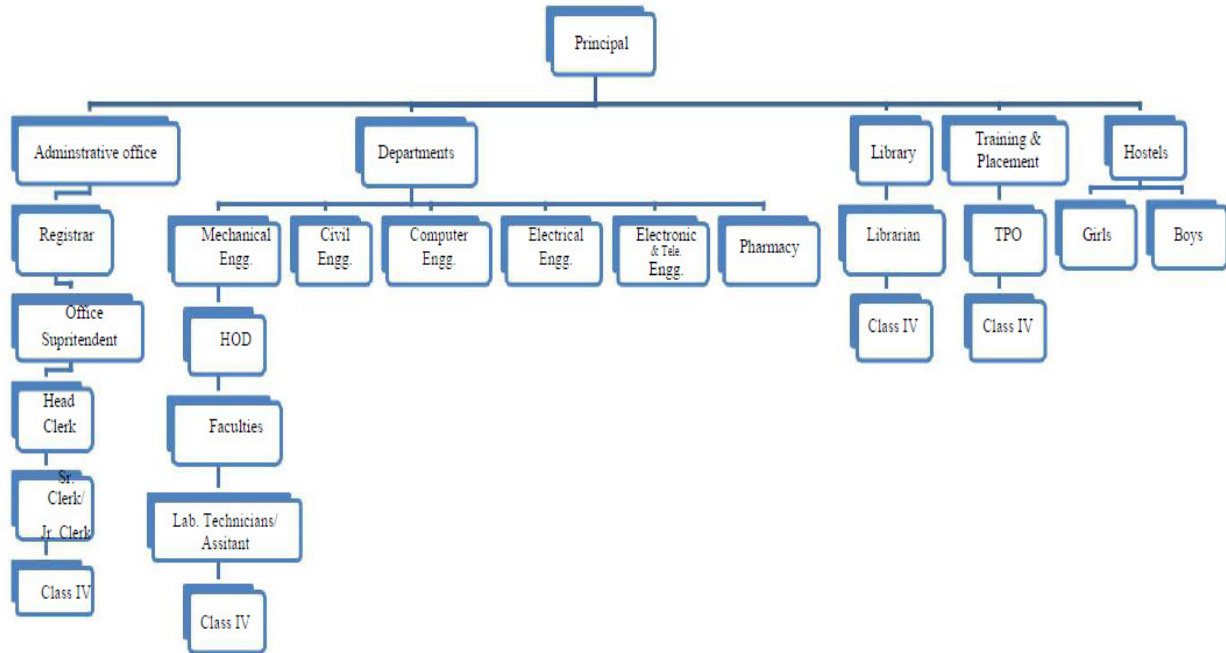 Principal
Adminstrative office
Departments
Library
Training &
Placement
Hostels
Registrar
Mechanical
Engg.
Civil
Engg.
Computer
Engg.
Electrical
Engg.
Electronic
& Tele.
Engg.
Pharmacy
Librarian
TPO
Girls
Boys
Office
Supritendent
HOD
Class IV
Class IV
Head
Clerk
Faculties
Sr.
Clerk/
Jr. Clerk
Lab. Technicians/
Assitant
Class IV
Class IV